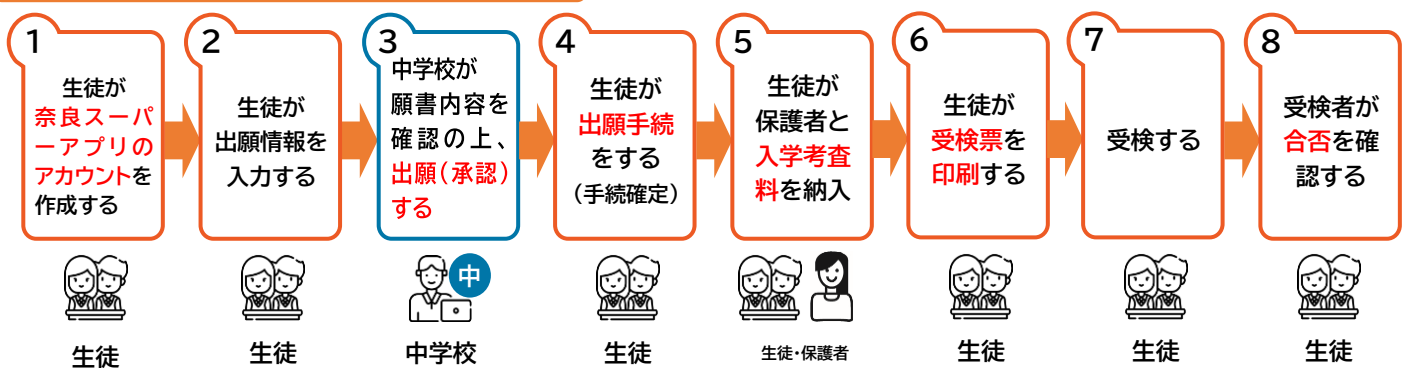 1
生徒が
奈良スーパ
ーアプリの
アカウントを
作成する
生徒
2
生徒が
出願情報を
入力する
生徒
3
中学校が
願書内容を
確認の上、
出願(承認)
する
中
中学校
4
生徒が
出願手続
をする
(手続確定)
生徒
5
生徒が
保護者と
入学考査
料を納入
生徒・保護者
6
生徒が
受検票を
印刷する
生徒
7
受検する
生徒
8
受検者が
合否を確
認する
生徒